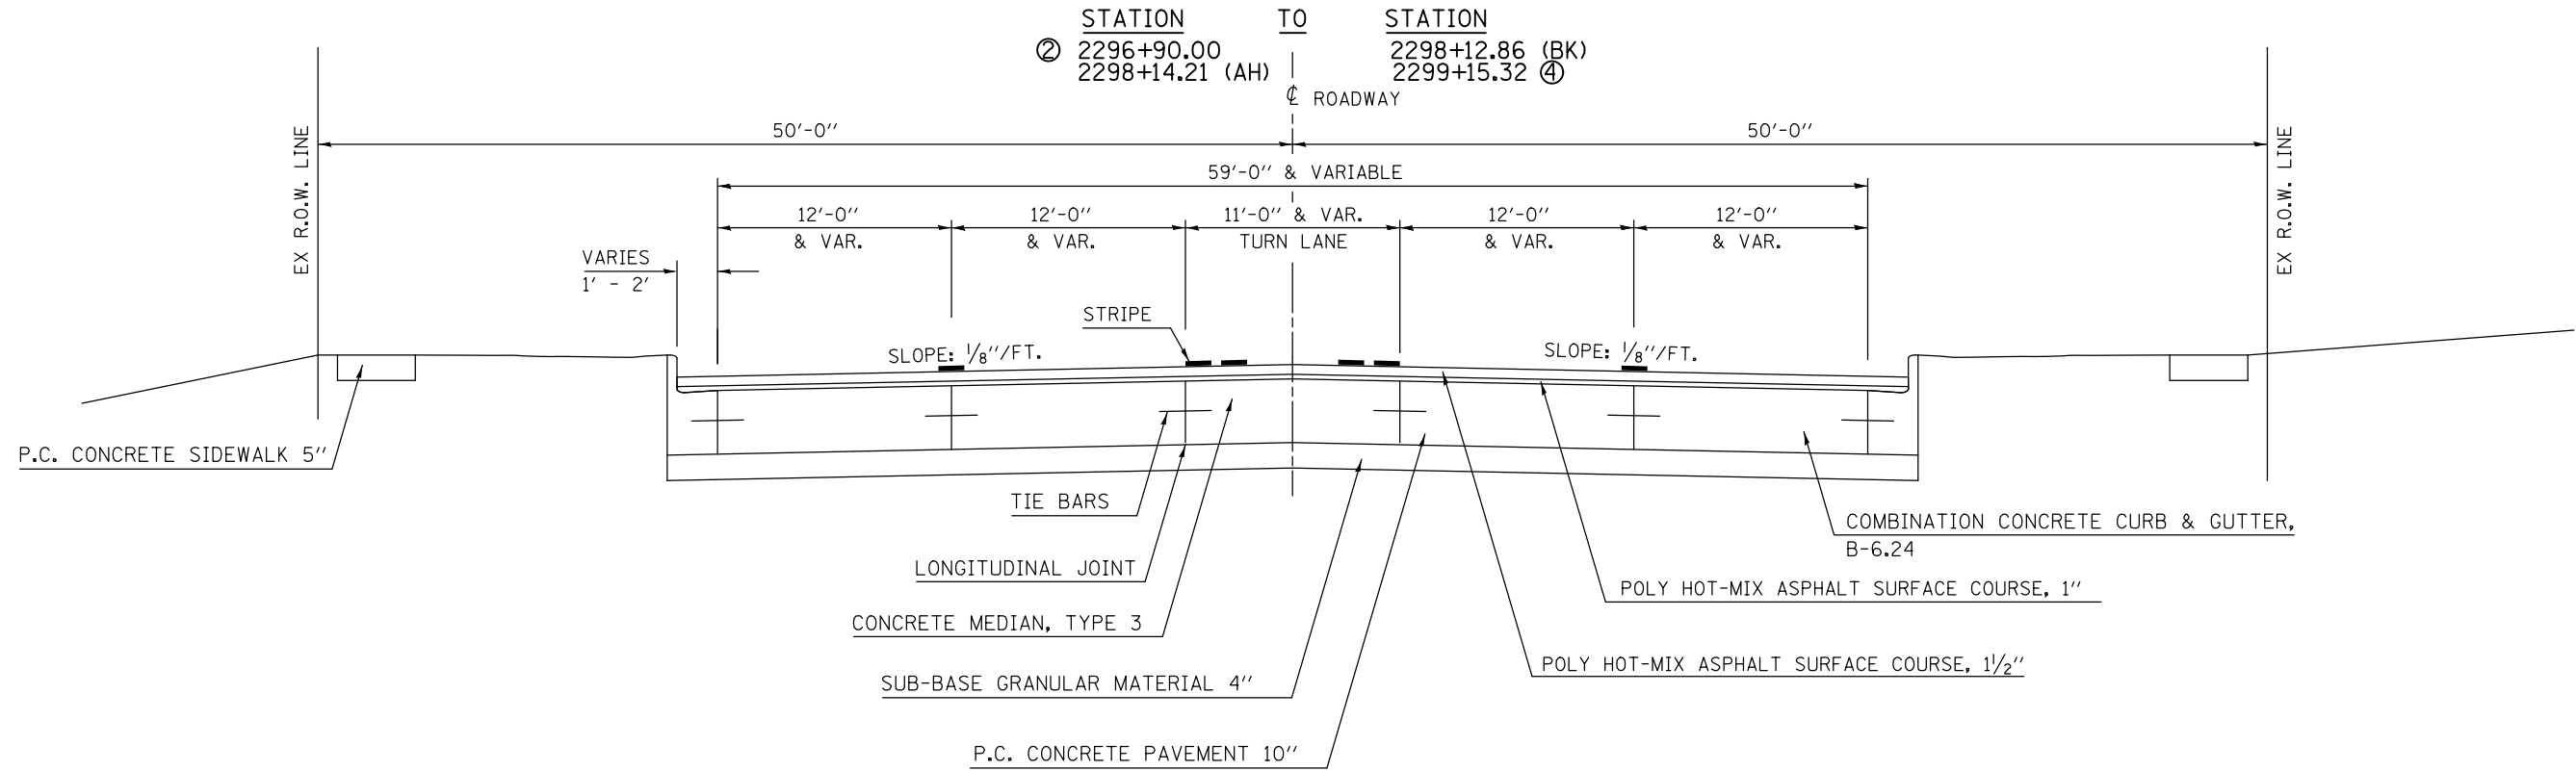 STATION TO STATION
② 2296+90.00 2298+12.86 (BK)
2298+14.21 (AH) 2299+15.32 ④
℄ ROADWAY
50'-0" 50'-0"
EX R.O.W. LINE
EX R.O.W. LINE
59'-0" & VARIABLE
12'-0" 12'-0" 11'-0" & VAR. 12'-0" 12'-0"
& VAR. & VAR. TURN LANE & VAR. & VAR.
VARIES
1' - 2'
STRIPE
SLOPE: 1/8"/FT. SLOPE: 1/8"/FT.
P.C. CONCRETE SIDEWALK 5"
TIE BARS
COMBINATION CONCRETE CURB & GUTTER,
B-6.24
LONGITUDINAL JOINT
POLY HOT-MIX ASPHALT SURFACE COURSE, 1"
CONCRETE MEDIAN, TYPE 3
POLY HOT-MIX ASPHALT SURFACE COURSE, 1 1/2"
SUB-BASE GRANULAR MATERIAL 4"
P.C. CONCRETE PAVEMENT 10"